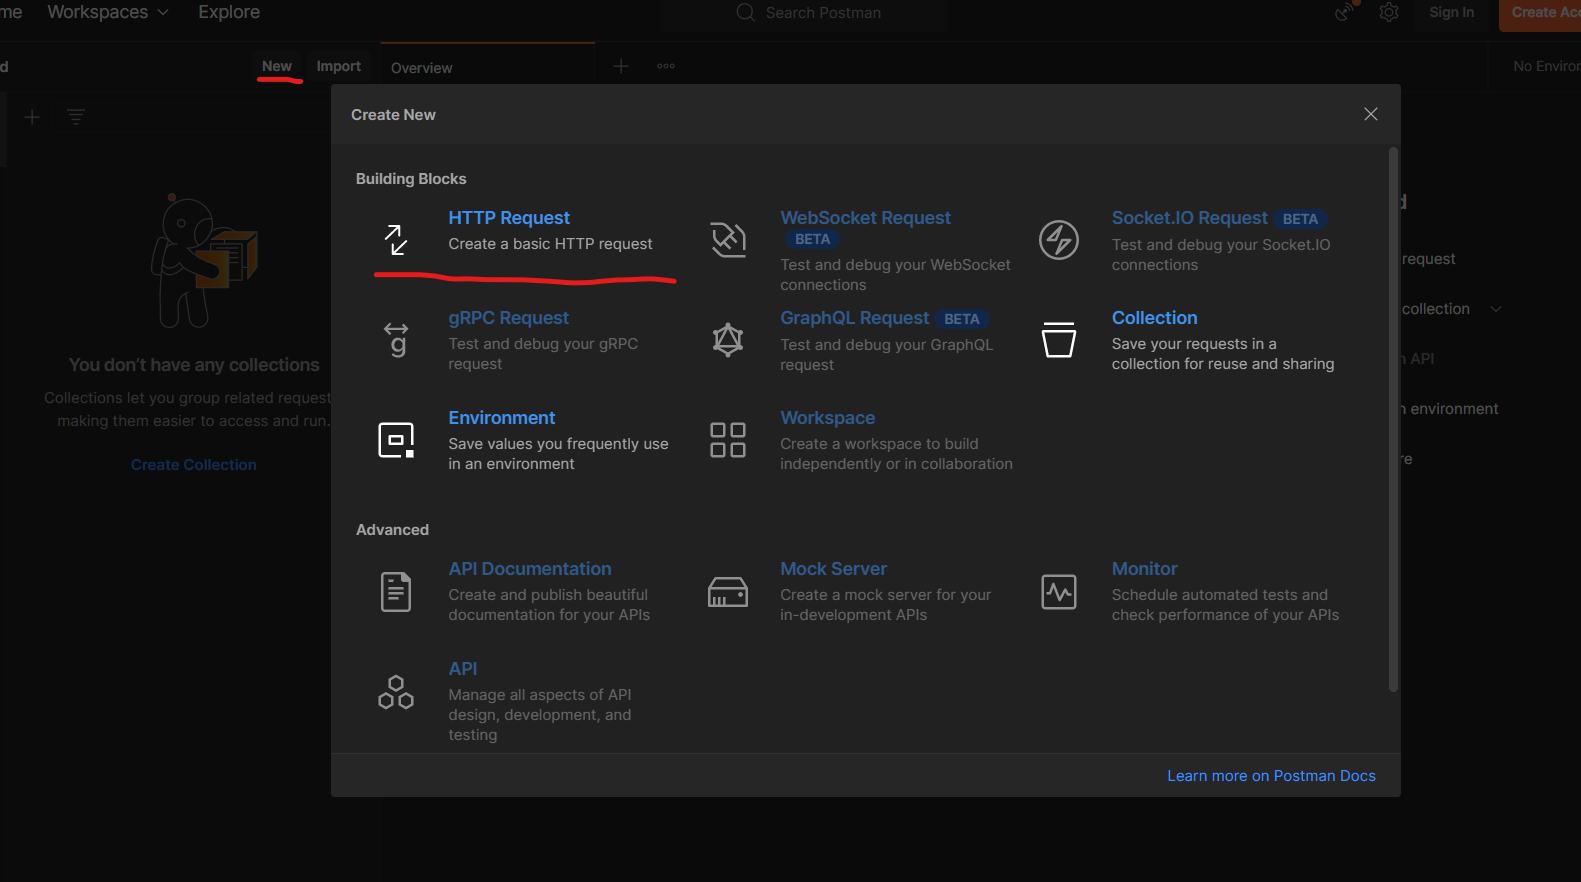 Workspaces
Explore
Search Postman
Sign In
Create
New
Import
Overview
Create New
Building Blocks
HTTP Request
Create a basic HTTP request
WebSocket Request
BETA
Test and debug your WebSocket
connections
Socket.IO Request BETA
Test and debug your Socket.IO
connections
request
gRPC Request
Test and debug your gRPC
request
GraphQL Request BETA
Test and debug your GraphQL
request
Collection
Save your requests in a
collection for reuse and sharing
collection
API
You don't have any collections
Collections let you group related request
making them easier to access and run.
Create Collection
Environment
Save values you frequently use
in an environment
Workspace
Create a workspace to build
independently or in collaboration
environment
Advanced
API Documentation
Create and publish beautiful
documentation for your APIs
Mock Server
Create a mock server for your
in-development APIs
Monitor
Schedule automated tests and
check performance of your APIs
API
Manage all aspects of API
design, development, and
testing
Learn more on Postman Docs